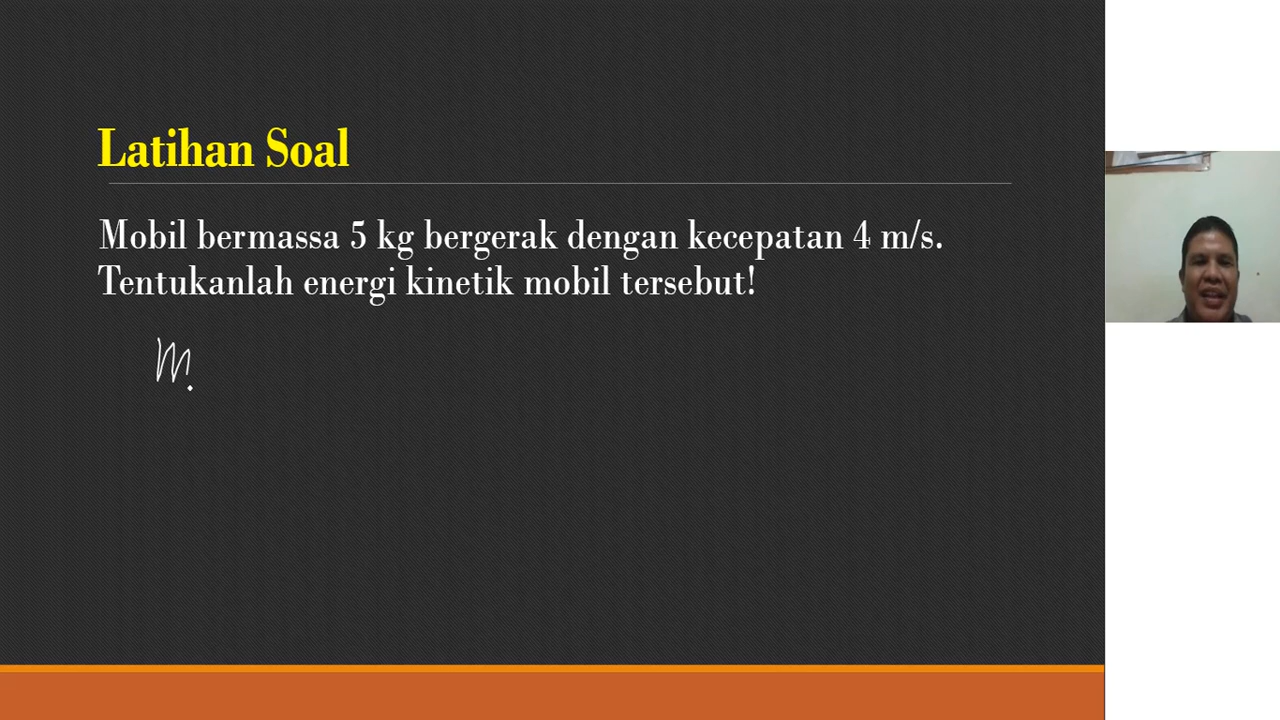 Latihan Soal
Mobil bermassa 5 kg bergerak dengan kecepatan 4 m/s.
Tentukanlah energi kinetik mobil tersebut!
m